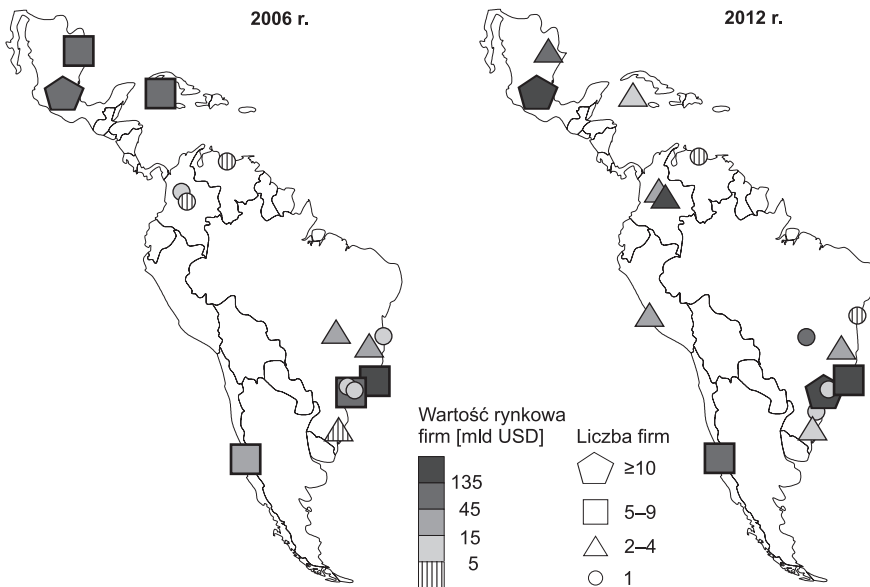 2006 r.
2012 r.
Wartość rynkowa
firm [mld USD]
135
45
15
5
Liczba firm
≥10
5–9
2–4
1